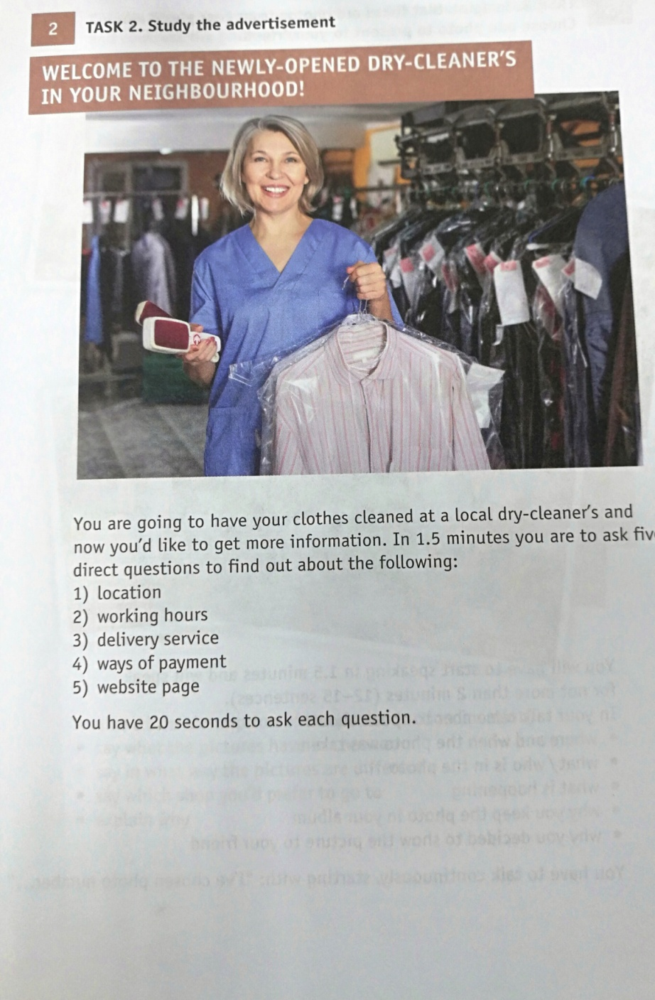 2 TASK 2. Study the advertisement
WELCOME TO THE NEWLY-OPENED DRY-CLEANER'S
IN YOUR NEIGHBOURHOOD!
You are going to have your clothes cleaned at a local dry-cleaner's and
now you'd like to get more information. In 1.5 minutes you are to ask
direct questions to find out about the following:
1) location
2) working hours
3) delivery service
4) ways of payment
5) website page
You have 20 seconds to ask each question.